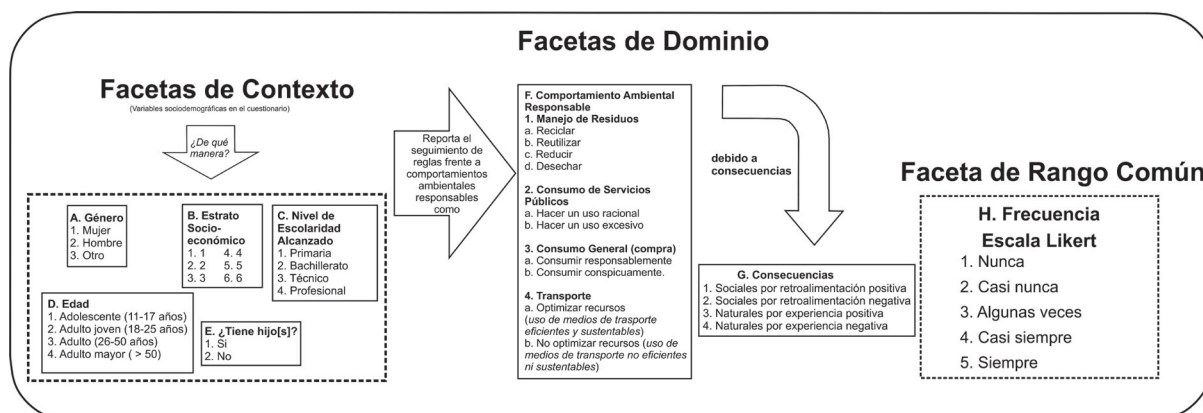 Facetas de Dominio
Facetas de Contexto
(Variables sociodemográficas en el cuestionario)
¿De qué
manera?
A. Género
1. Mujer
2. Hombre
3. Otro
B. Estrato
Socio-
económico
1. 1 4. 4
2. 2 5. 5
3. 3 6. 6
C. Nivel de
Escolaridad
Alcanzado
1. Primaria
2. Bachillerato
3. Técnico
4. Profesional
D. Edad
1. Adolescente (11-17 años)
2. Adulto joven (18-25 años)
3. Adulto (26-50 años)
4. Adulto mayor ( > 50)
E. ¿Tiene hijo[s]?
1. Si
2. No
Reporta el
seguimiento de
reglas frente a
comportamientos
ambientales
responsables
como
F. Comportamiento Ambiental
Responsable
1. Manejo de Residuos
a. Reciclar
b. Reutilizar
c. Reducir
d. Desechar
2. Consumo de Servicios
Públicos
a. Hacer un uso racional
b. Hacer un uso excesivo
3. Consumo General (compra)
a. Consumir responsablemente
b. Consumir conspicuamente.
4. Transporte
a. Optimizar recursos
(uso de medios de trasporte
eficientes y sustentables)
b. No optimizar recursos (uso de
medios de transporte no eficientes
ni sustentables)
debido a
consecuencias
G. Consecuencias
1. Sociales por retroalimentación positiva
2. Sociales por retroalimentación negativa
3. Naturales por experiencia positiva
4. Naturales por experiencia negativa
Faceta de Rango Común
H. Frecuencia
Escala Likert
1. Nunca
2. Casi nunca
3. Algunas veces
4. Casi siempre
5. Siempre